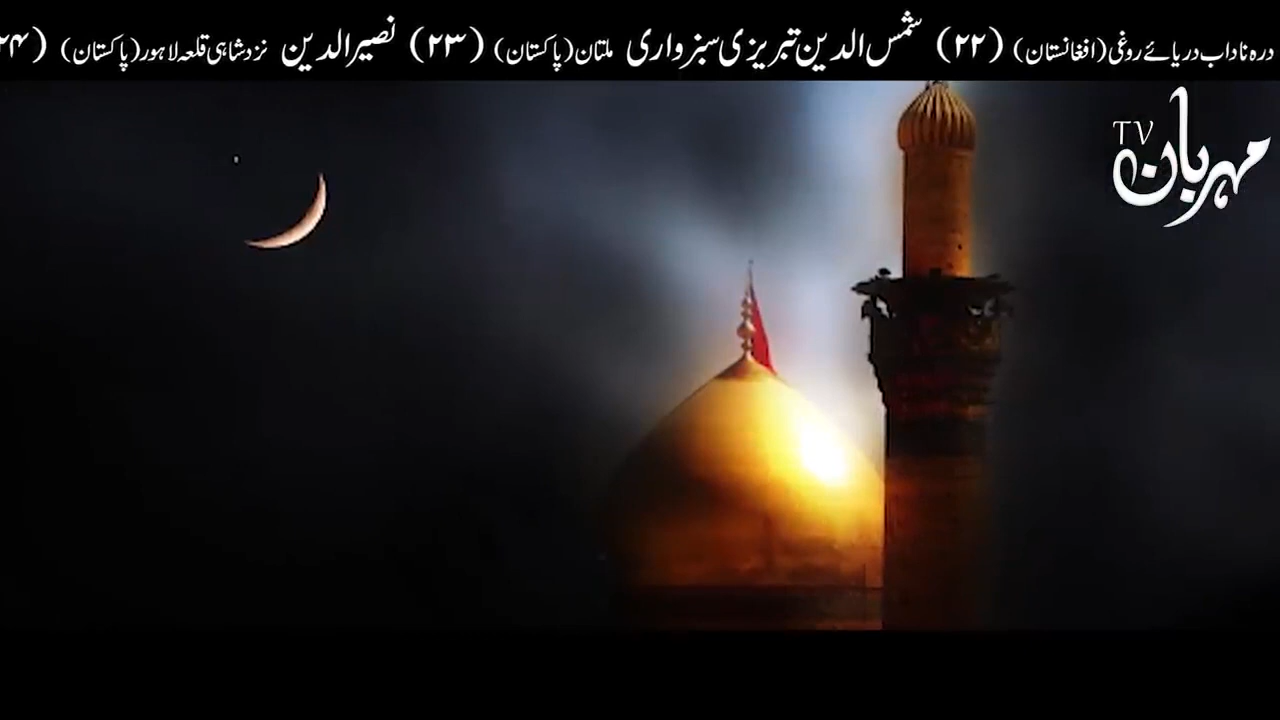 درہ ناداب دریائے روغی (افغانستان) (۲۲) شمس الدین تبریزی سبزواری ملتان (پاکستان) (۲۳) نصیر الدین نزد شاہی قلعہ لاہور (پاکستان) (۲۴)
TV
مہربان